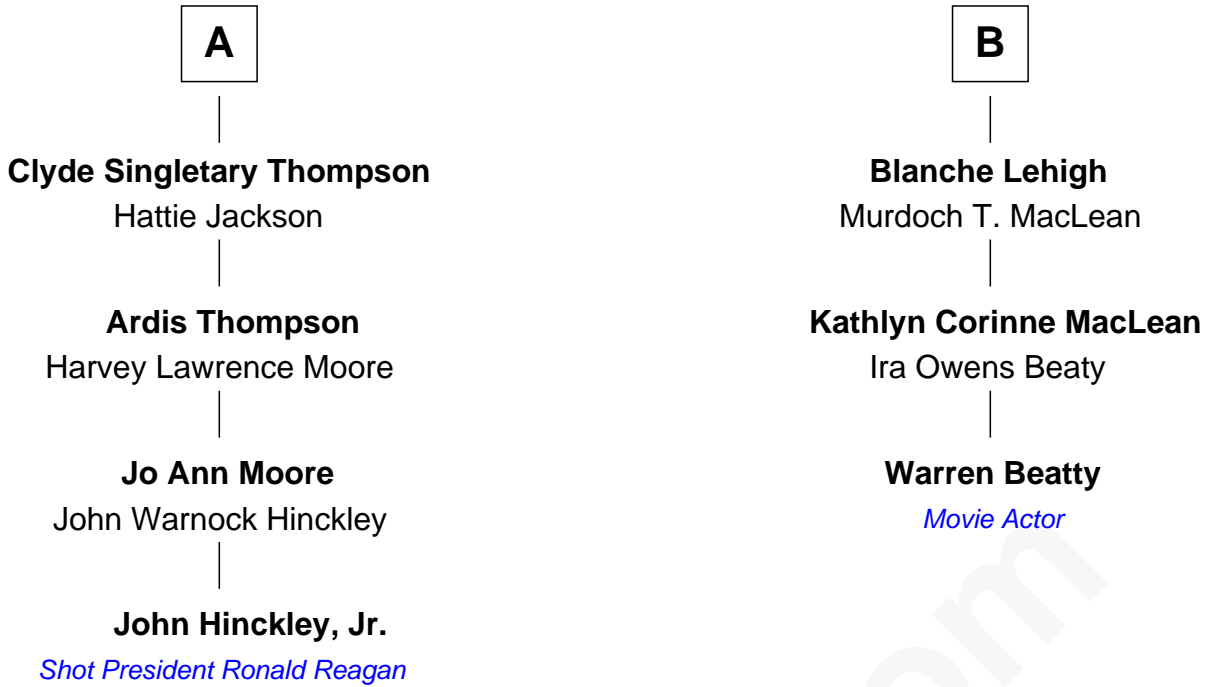 A
Clyde Singletary Thompson
Hattie Jackson
Ardis Thompson
Harvey Lawrence Moore
Jo Ann Moore
John Warnock Hinckley
John Hinckley, Jr.
Shot President Ronald Reagan
B
Blanche Lehigh
Murdoch T. MacLean
Kathlyn Corinne MacLean
Ira Owens Beaty
Warren Beatty
Movie Actor
om